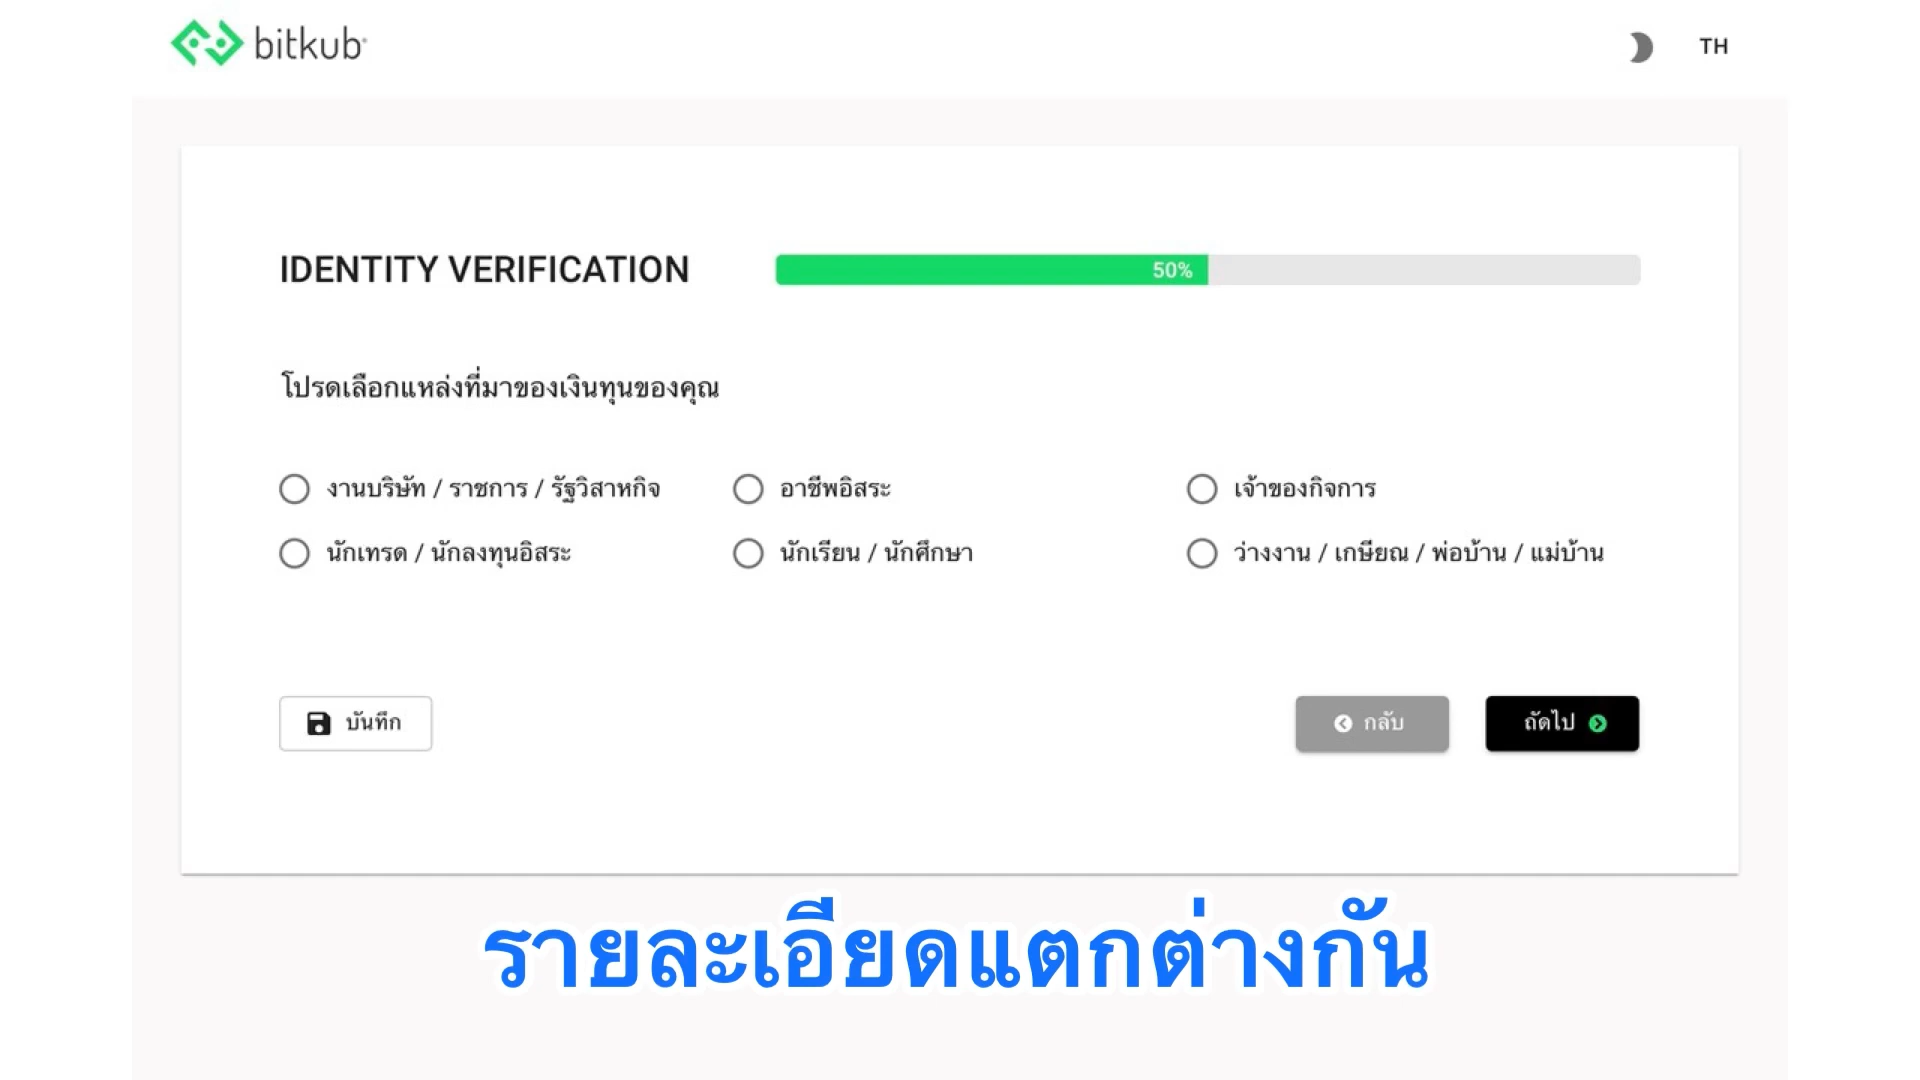 bitkub
TH
IDENTITY VERIFICATION
50%
โปรดเลือกแหล่งที่มาของเงินทุนของคุณ
งานบริษัท / ราชการ / รัฐวิสาหกิจ
อาชีพอิสระ
เจ้าของกิจการ
นักเทรด / นักลงทุนอิสระ
นักเรียน / นักศึกษา
ว่างงาน / เกษียณ / พ่อบ้าน / แม่บ้าน
บันทึก
กลับ
ถัดไป
รายละเอียดแตกต่างกัน